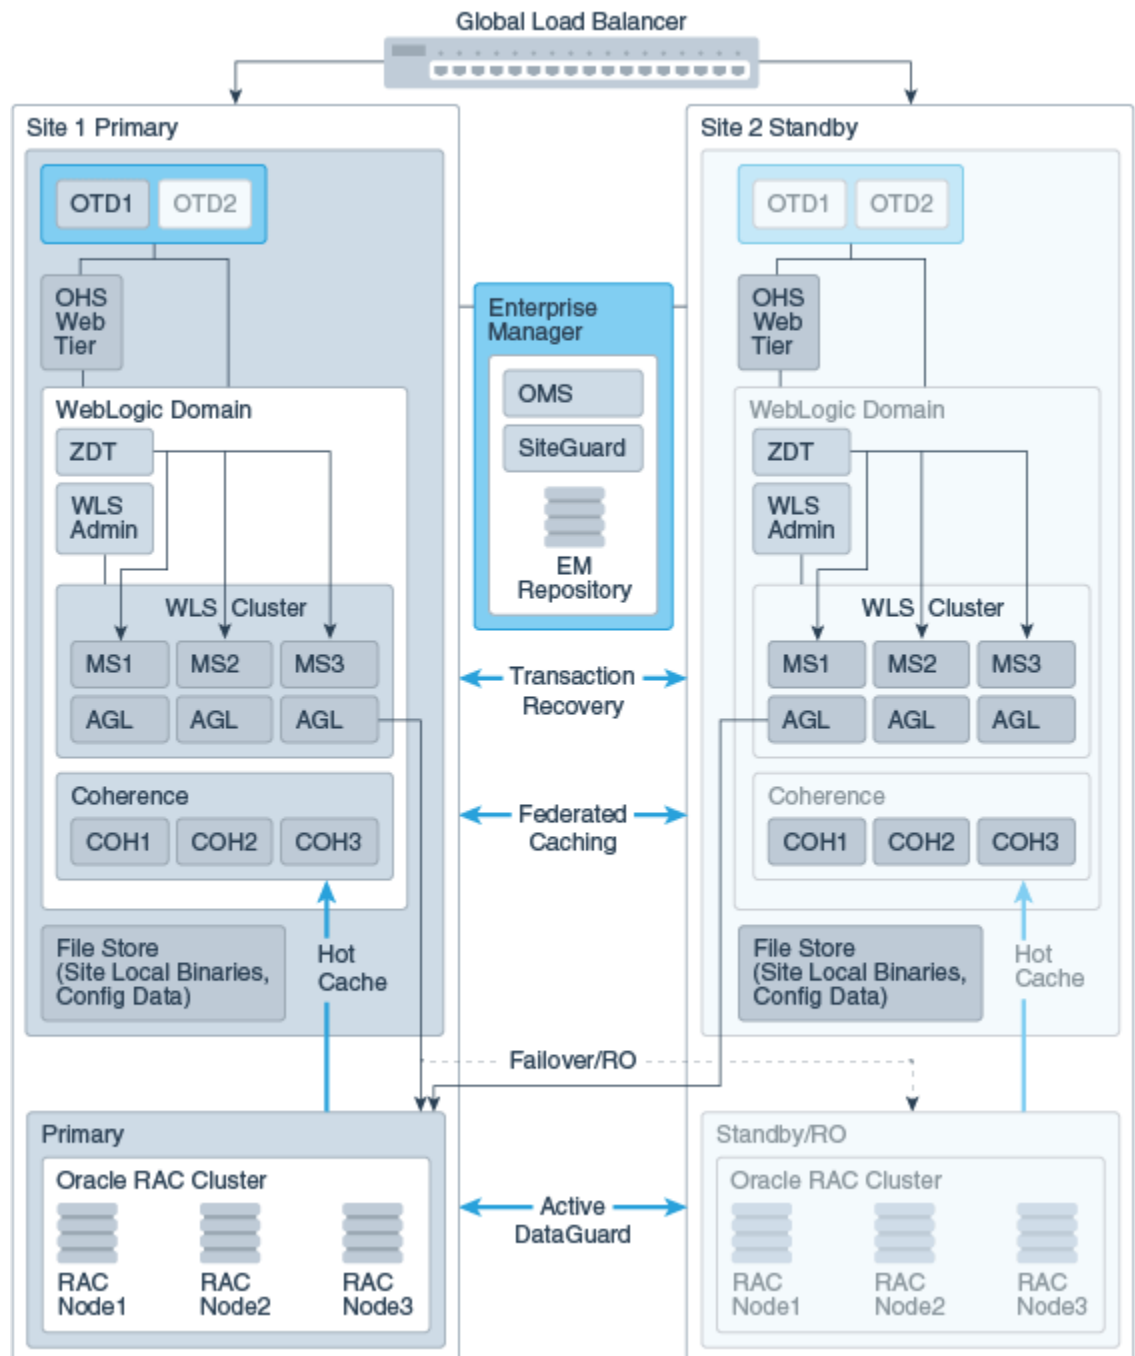 Global Load Balancer
Site 1 Primary
OTD1
OTD2
OHS
Web
Tier
WebLogic Domain
ZDT
WLS
Admin
WLS Cluster
MS1
MS2
MS3
AGL
AGL
AGL
Coherence
COH1
COH2
COH3
File Store
(Site Local Binaries,
Config Data)
Hot
Cache
Primary
Oracle RAC Cluster
RAC
Node1
RAC
Node2
RAC
Node3
Enterprise
Manager
OMS
SiteGuard
EM
Repository
Transaction
Recovery
Federated
Caching
Failover/RO
Active
DataGuard
Site 2 Standby
OTD1
OTD2
OHS
Web
Tier
WebLogic Domain
ZDT
WLS
Admin
WLS Cluster
MS1
MS2
MS3
AGL
AGL
AGL
Coherence
COH1
COH2
COH3
File Store
(Site Local Binaries,
Config Data)
Hot
Cache
Standby/RO
Oracle RAC Cluster
RAC
Node1
RAC
Node2
RAC
Node3